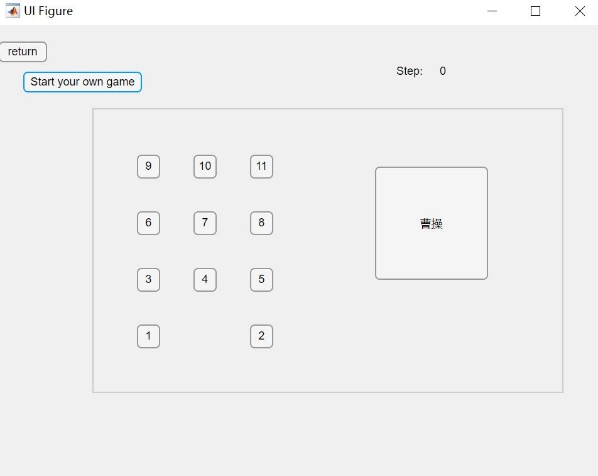 UI Figure
return
Start your own game
Step: 0
9 10 11
6 7 8
曹操
3 4 5
1 2